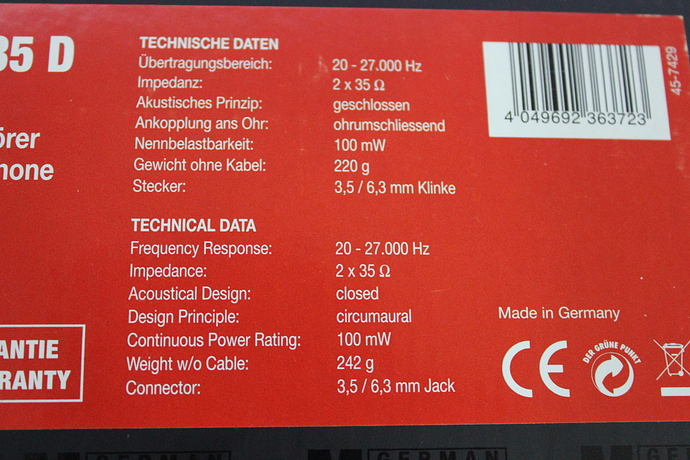 35 D
örer
hone
ANTIE
RRANTY
TECHNISCHE DATEN
Übertragungsbereich: 20 - 27.000 Hz
Impedanz: 2 x 35 Ω
Akustisches Prinzip: geschlossen
Ankopplung ans Ohr: ohrumschliessend
Nennbelastbarkeit: 100 mW
Gewicht ohne Kabel: 220 g
Stecker: 3,5 / 6,3 mm Klinke
TECHNICAL DATA
Frequency Response: 20 - 27.000 Hz
Impedance: 2 x 35 Ω
Acoustical Design: closed
Design Principle: circumaural
Continuous Power Rating: 100 mW
Weight w/o Cable: 242 g
Connector: 3,5 / 6,3 mm Jack
4 049692 363723
45-7429
Made in Germany
CE
DER GRÜNE PUNKT
GERMAN
GERMAN
GE